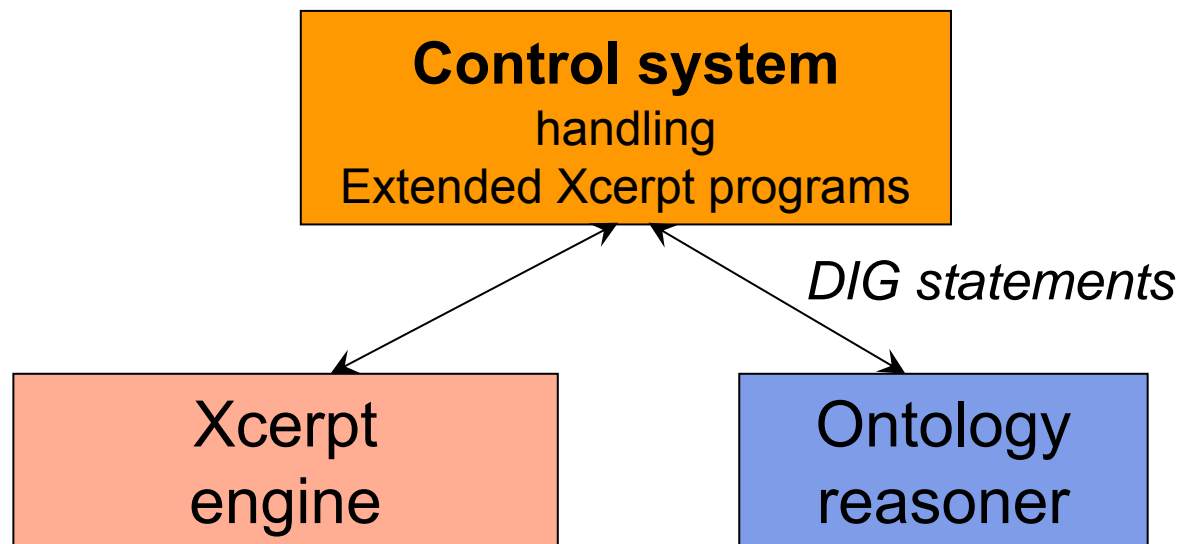 Control system
handling
Extended Xcerpt programs
DIG statements
Xcerpt
engine
Ontology
reasoner